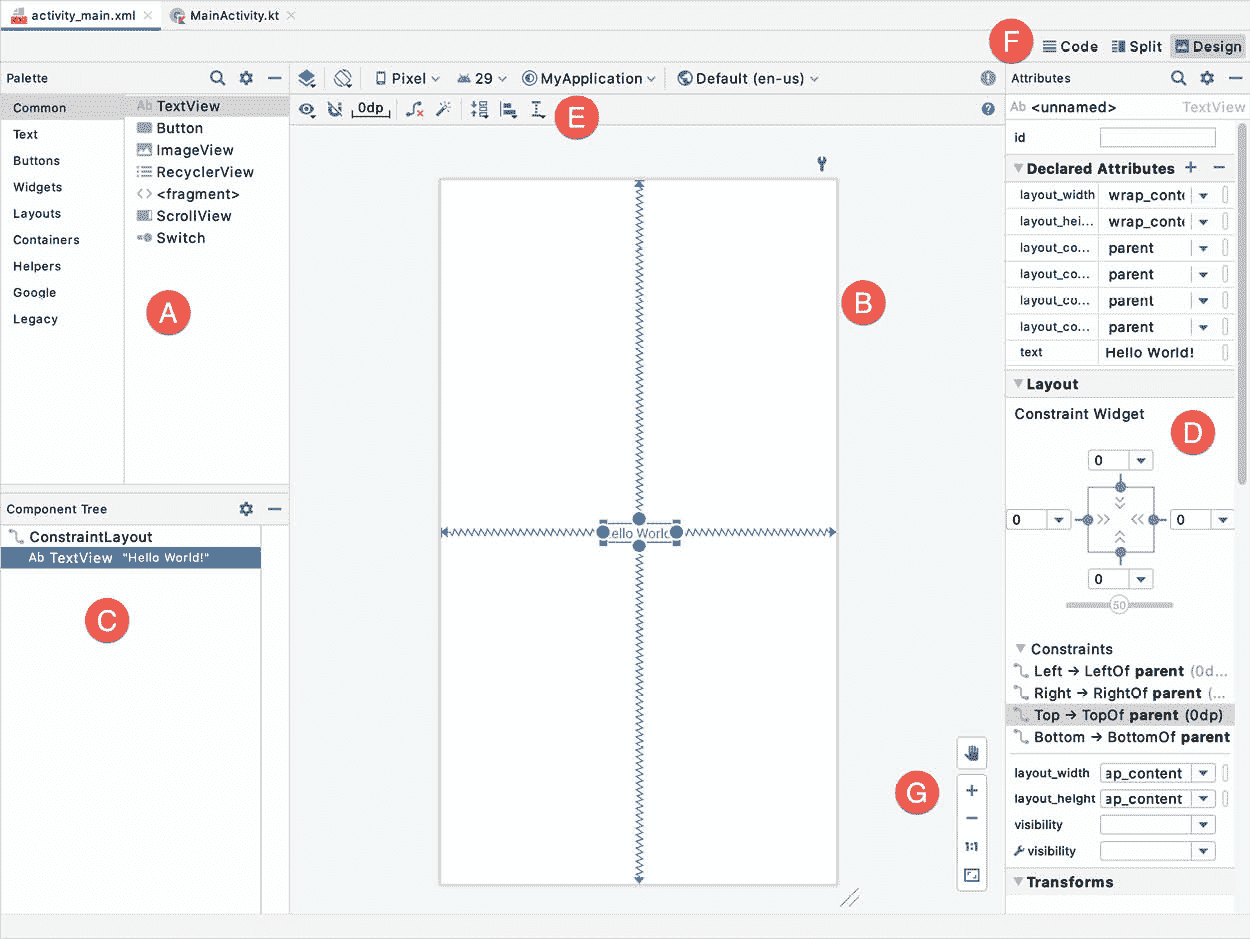 activity_main.xml MainActivity.kt
F Code Split Design
Palette Pixel 29 MyApplication Default (en-us) Attributes
Common
Text
Buttons
Widgets
Layouts
Containers
Helpers
Google
Legacy
Ab TextView
Button
ImageView
RecyclerView
<fragment>
ScrollView
Switch
A
0dp E
B
Hello World
G
1:1
Component Tree
ConstraintLayout
Ab TextView "Hello World!"
C
Ab <unnamed> TextView
id
Declared Attributes
layout_width wrap_conte
layout_hei... wrap_conte
layout_co... parent
layout_co... parent
layout_co... parent
layout_co... parent
text Hello World!
Layout
Constraint Widget
D
0
0 0
0
50
Constraints
Left → LeftOf parent (0d...
Right → RightOf parent (...
Top → TopOf parent (0dp)
Bottom → BottomOf parent
layout_width ap_content
layout_height ap_content
visibility
visibility
Transforms